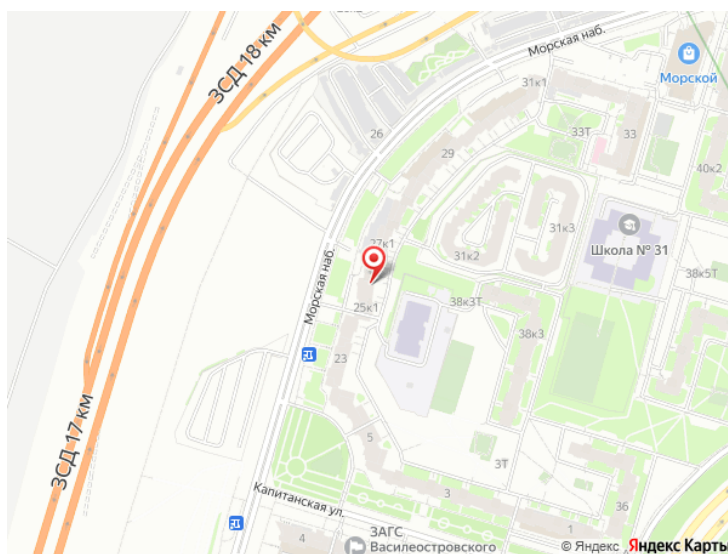 ЗСД 18 км
Морская наб.
Морской
31к1
26
33Т
33
29
40к2
31к3
27к1
31к2
Школа № 31
Морская наб.
38к5Т
25к1
38к3Т
38к3
23
5
3Т
ЗСД 17 км
Капитанская ул.
3
36
4
ЗАГС
Василеостровского
1
© Яндекс Яндекс Карты